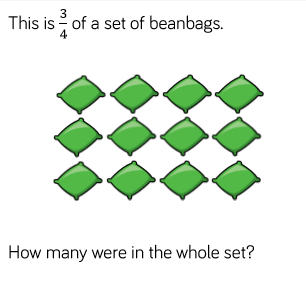 This is 3/4 of a set of beanbags.
How many were in the whole set?